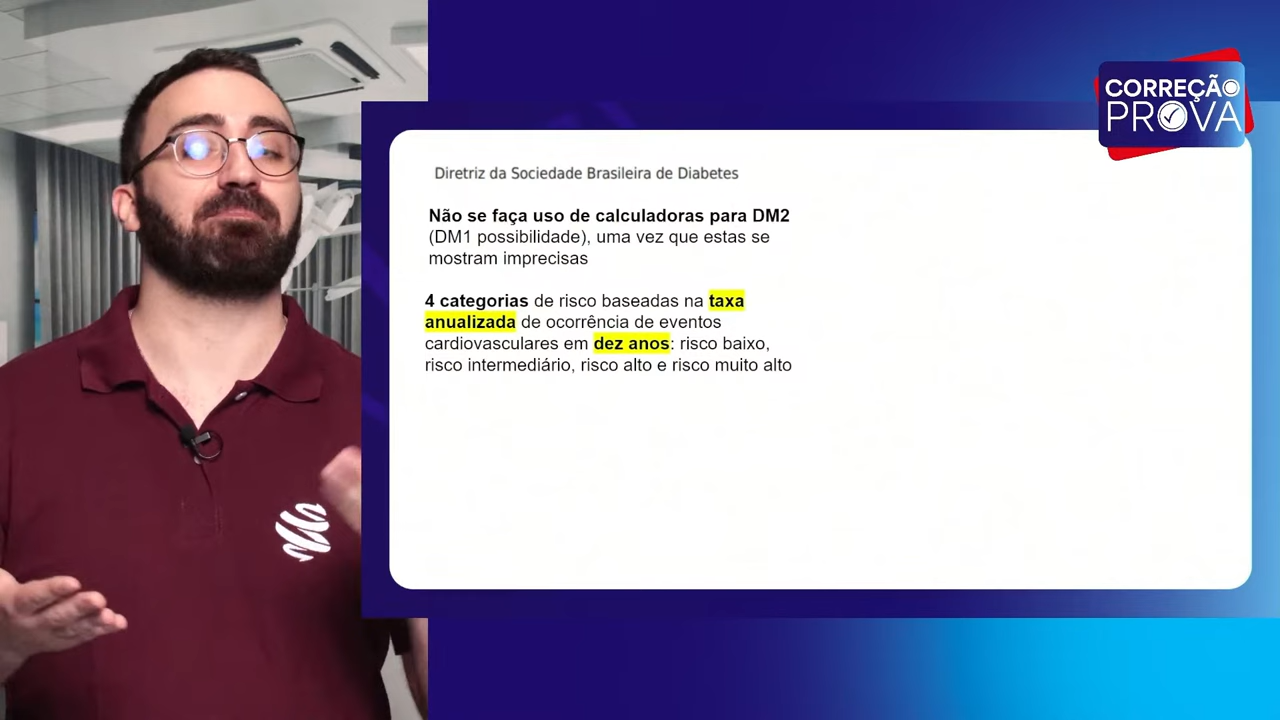 CORREÇÃO
PROVA
Diretriz da Sociedade Brasileira de Diabetes
Não se faça uso de calculadoras para DM2
(DM1 possibilidade), uma vez que estas se
mostram imprecisas
4 categorias de risco baseadas na taxa
anualizada de ocorrência de eventos
cardiovasculares em dez anos: risco baixo,
risco intermediário, risco alto e risco muito alto